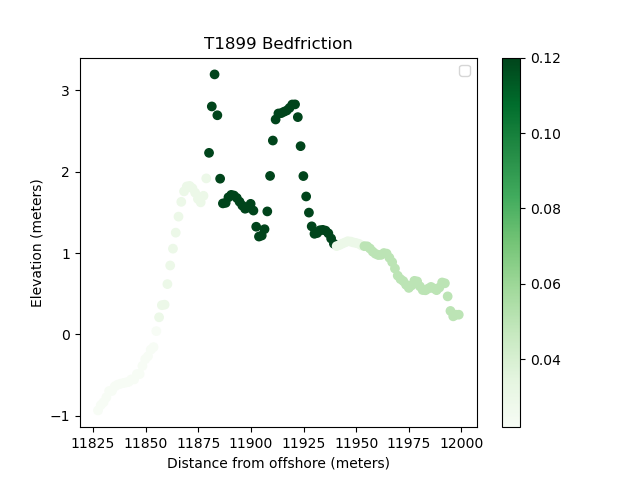 T1899 Bedfriction
Elevation (meters)
3
2
1
0
−1
11825 11850 11875 11900 11925 11950 11975 12000
Distance from offshore (meters)
0.12
0.10
0.08
0.06
0.04